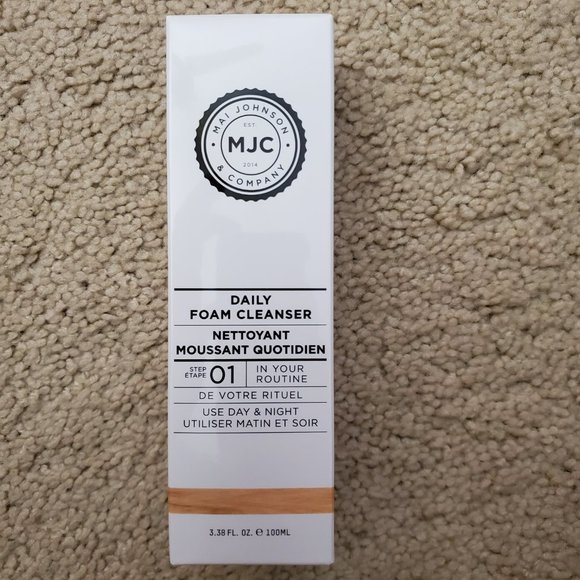 MAI JOHNSON
EST
MJC
2014
& COMPANY
DAILY
FOAM CLEANSER
NETTOYANT
MOUSSANT QUOTIDIEN
STEP
ÉTAPE
01
IN YOUR
ROUTINE
DE VOTRE RITUEL
USE DAY & NIGHT
UTILISER MATIN ET SOIR
3.38 FL. OZ. ℮ 100ML